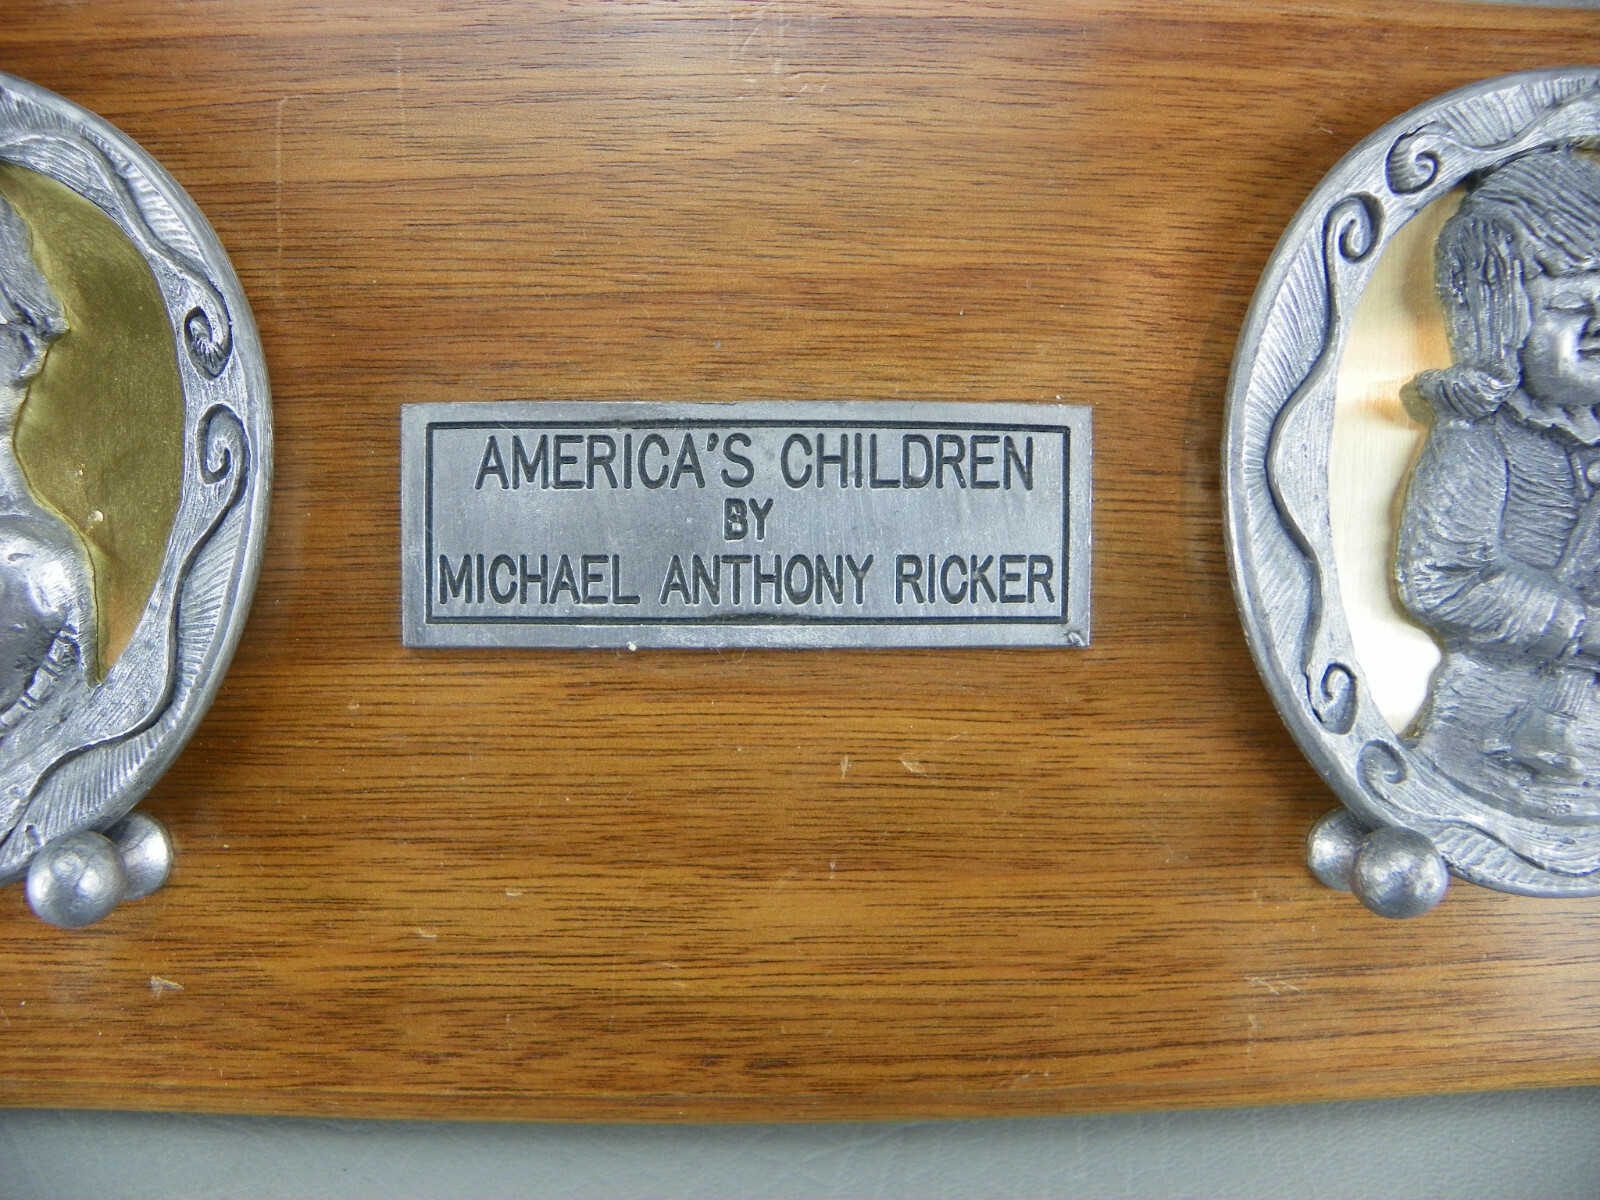 AMERICA'S CHILDREN
BY
MICHAEL ANTHONY RICKER